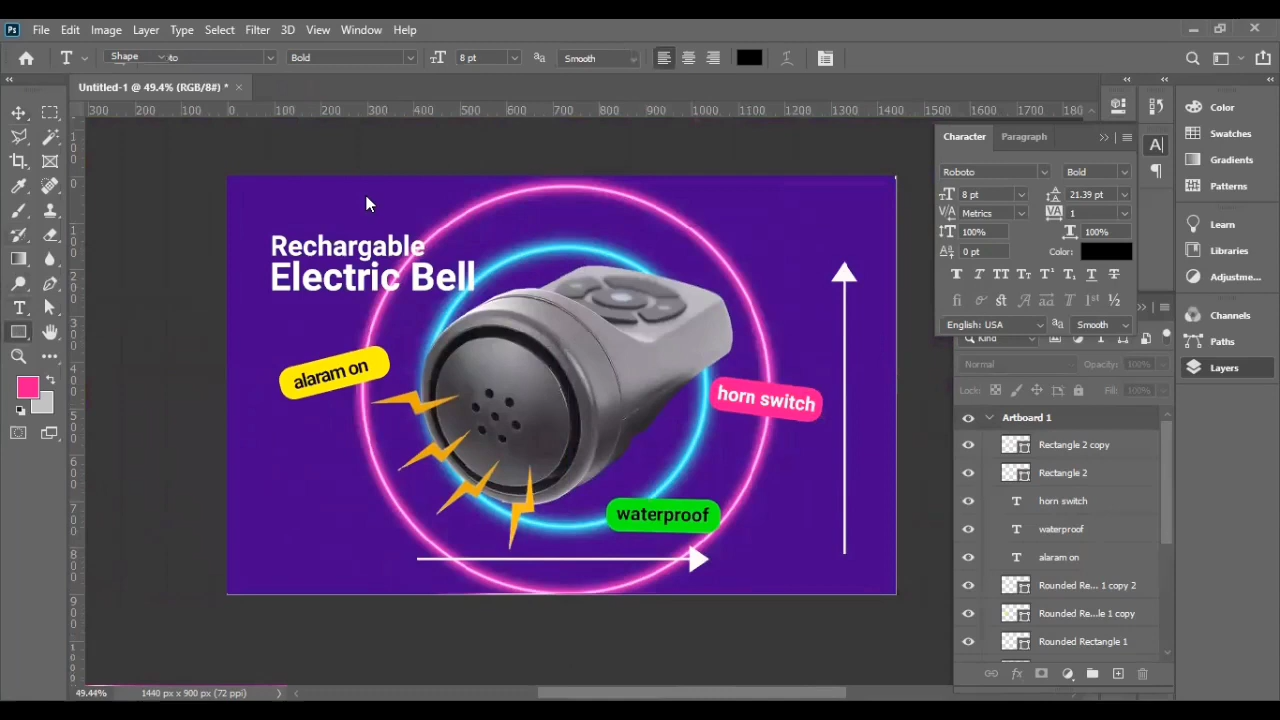 Ps File Edit Image Layer Type Select Filter 3D View Window Help
T Shape to Bold 8 pt Smooth
Untitled-1 @ 49.4% (RGB/8#) * ×
300 0 100 200 300 400 500 600 700 800 900 1000 1100 1200 1300 1400 1500 1600 1700 180
Rechargable
Electric Bell
alaram on
horn switch
waterproof
Character Paragraph
Roboto Bold
8 pt 21.39 pt
Metrics 1
100% 100%
0 pt Color:
English: USA Smooth
Kind
Normal Opacity: 100%
Lock: Fill: 100%
Artboard 1
Rectangle 2 copy
Rectangle 2
horn switch
waterproof
alaram on
Rounded Re... 1 copy 2
Rounded Re...le 1 copy
Rounded Rectangle 1
Color
Swatches
Gradients
Patterns
Learn
Libraries
Adjustme...
Channels
Paths
Layers
49.44% 1440 px x 900 px (72 ppi)